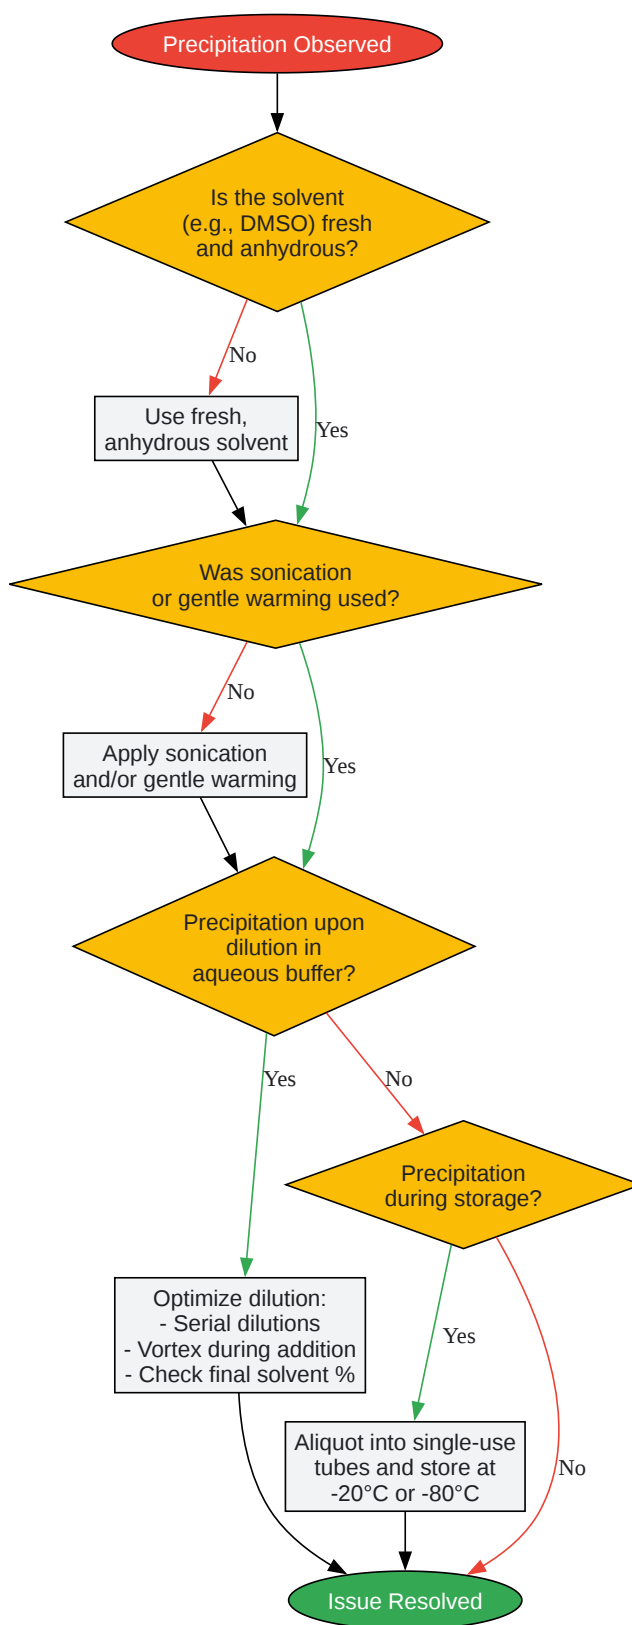 Precipitation Observed
Is the solvent
(e.g., DMSO) fresh
and anhydrous?
No
Yes
Use fresh,
anhydrous solvent
Was sonication
or gentle warming used?
No
Yes
Apply sonication
and/or gentle warming
Precipitation upon
dilution in
aqueous buffer?
Yes
No
Precipitation
during storage?
Optimize dilution:
- Serial dilutions
- Vortex during addition
- Check final solvent %
Yes
No
Aliquot into single-use
tubes and store at
-20°C or -80°C
Issue Resolved